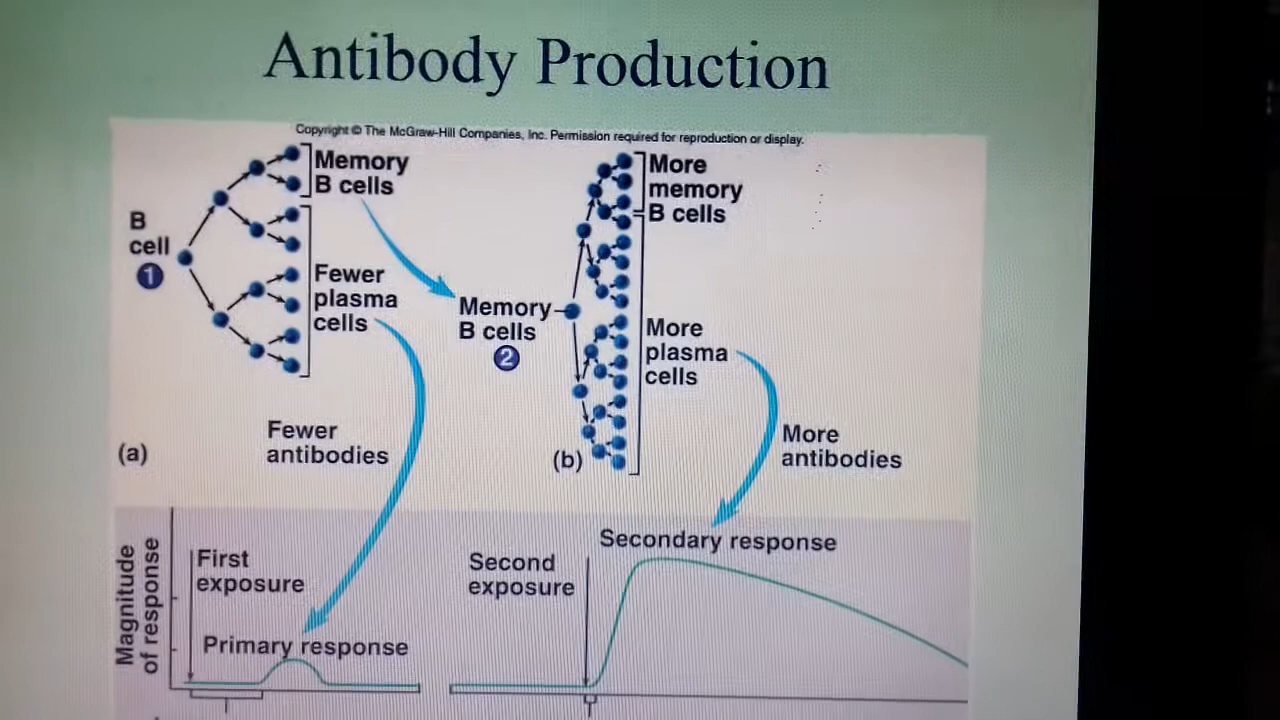 Antibody Production
Copyright © The McGraw-Hill Companies, Inc. Permission required for reproduction or display.
Memory
B cells
B
cell
1
Fewer
plasma
cells
Fewer
antibodies
(a)
Memory
B cells
2
More
memory
B cells
More
plasma
cells
More
antibodies
(b)
Magnitude
of response
First
exposure
Primary response
Second
exposure
Secondary response